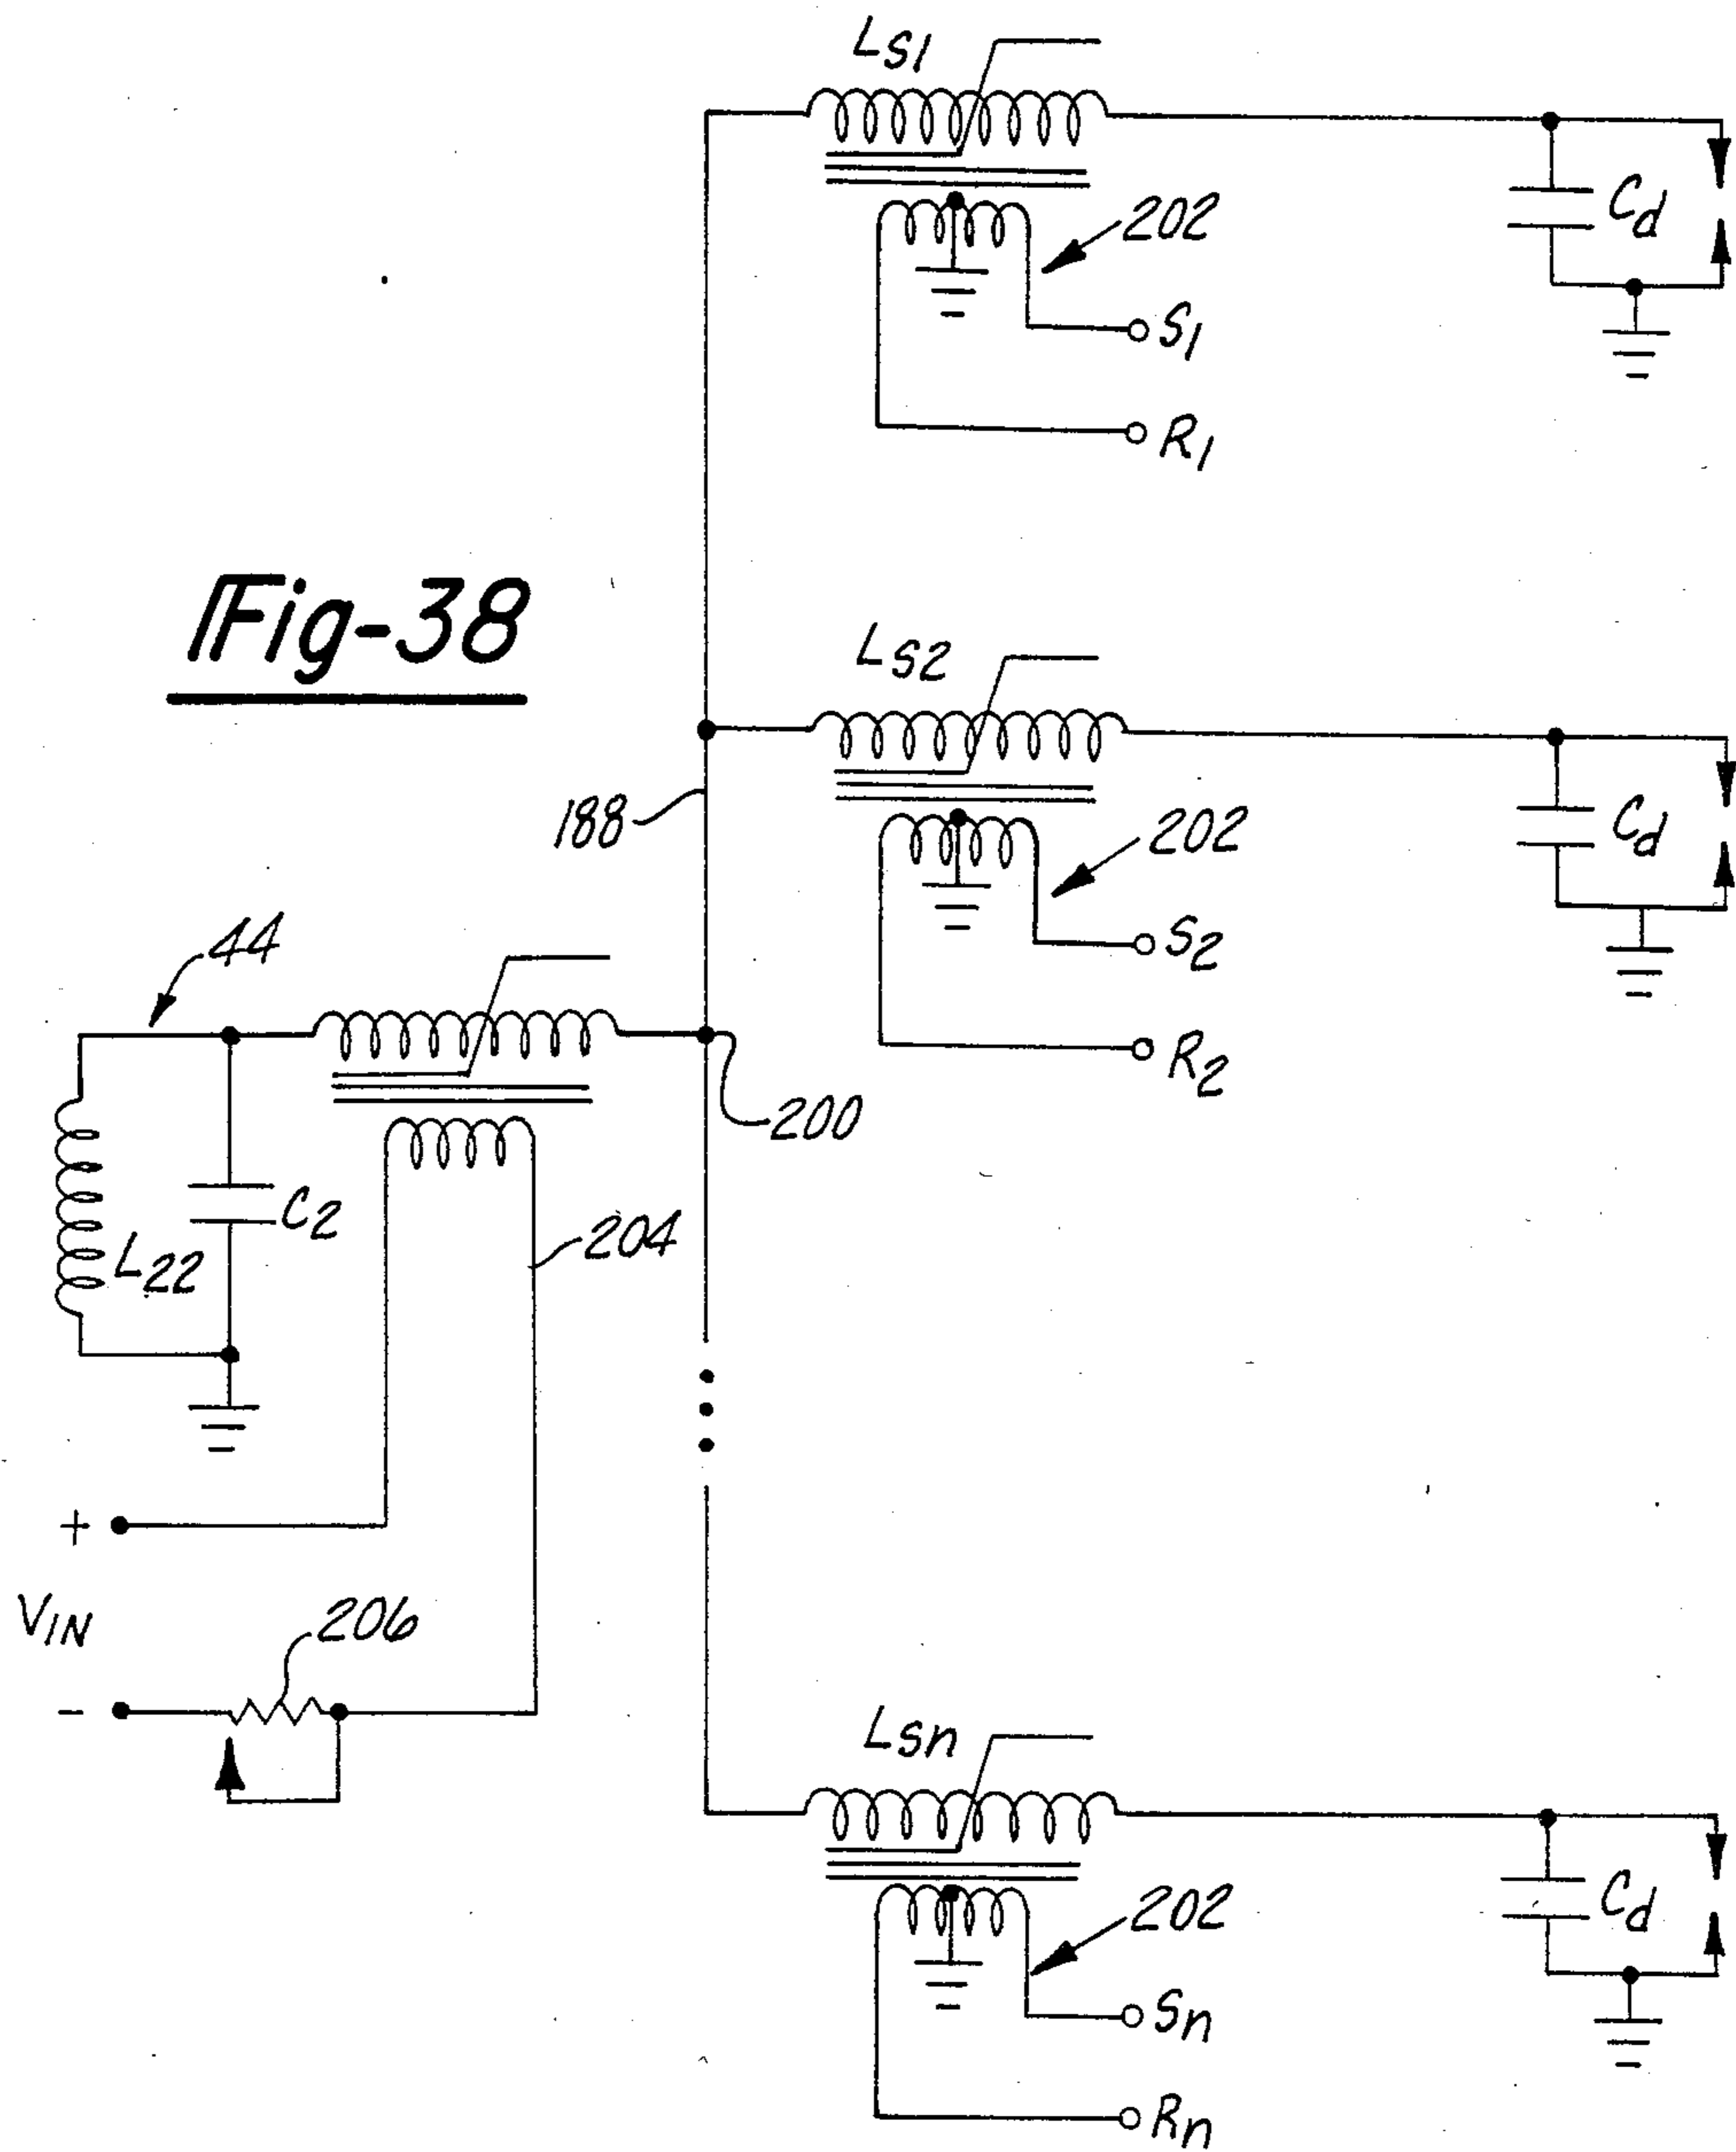 LS1
Cd
202
S1
R1
Fig-38
LS2
188
Cd
202
S2
R2
44
200
C2
L22
204
+
VIN
206
-
LSn
Cd
202
Sn
Rn